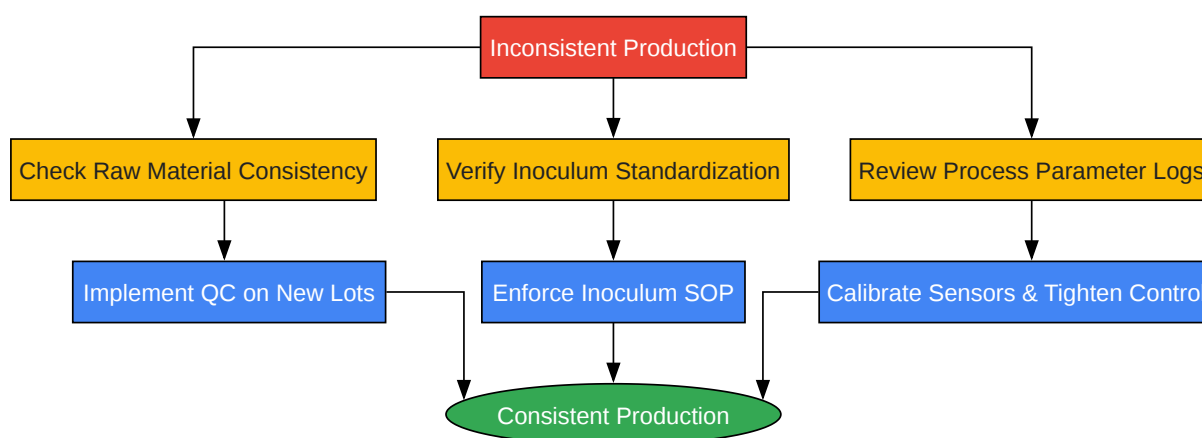 Inconsistent Production
Check Raw Material Consistency
Verify Inoculum Standardization
Review Process Parameter Logs
Implement QC on New Lots
Enforce Inoculum SOP
Calibrate Sensors & Tighten Control
Consistent Production